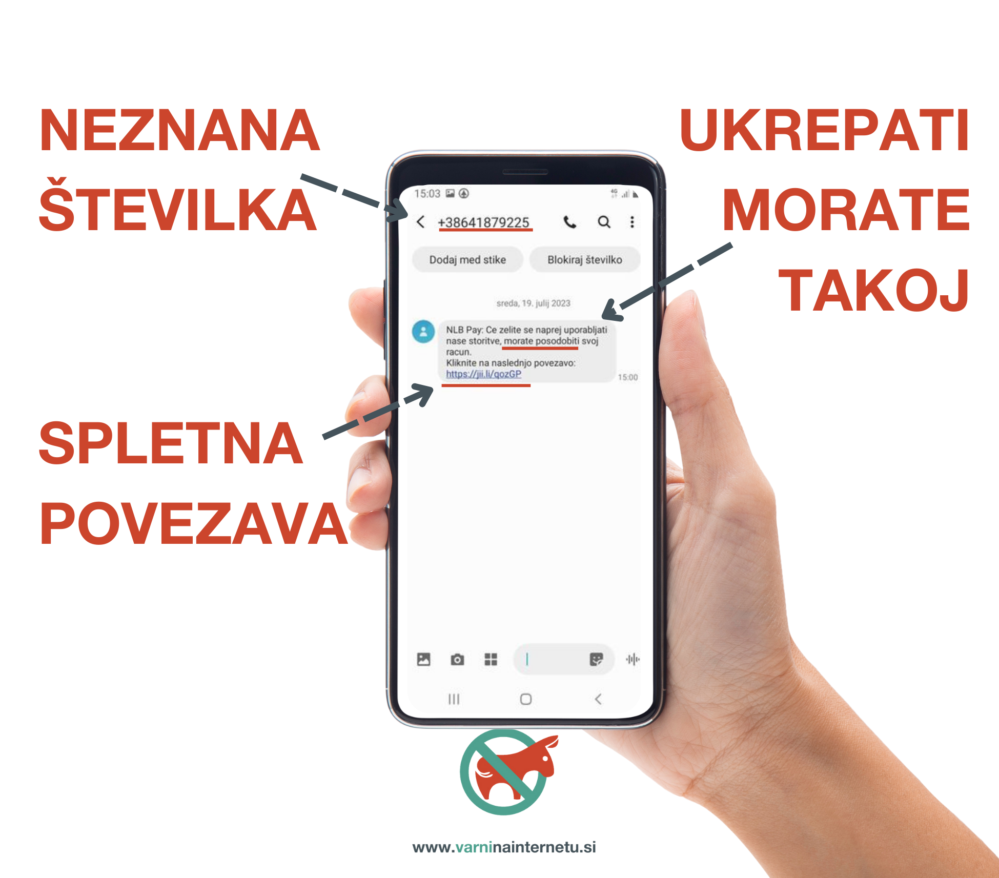 NEZNANA
ŠTEVILKA
UKREPATI
MORATE
TAKOJ
15:03
4G
+38641879225
Dodaj med stike
Blokiraj številko
sreda, 19. julij 2023
NLB Pay: Ce zelite se naprej uporabljati
nase storitve, morate posodobiti svoj
racun.
Kliknite na naslednjo povezavo:
https://jii.li/qozGP
15:00
SPLETNA
POVEZAVA
www.varninainternetu.si